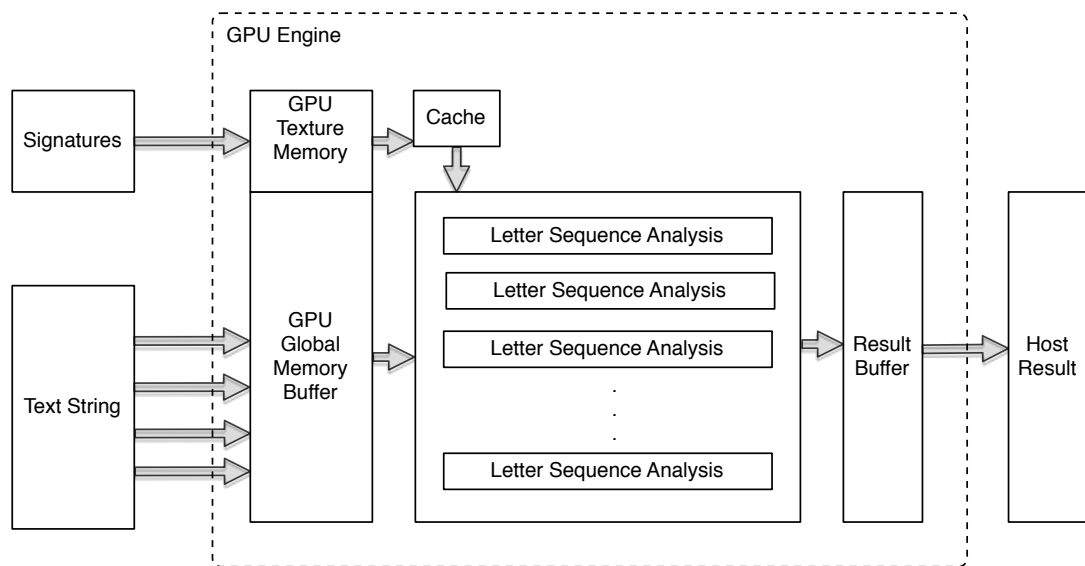 GPU Engine
Signatures
GPU
Texture
Memory
Cache
Letter Sequence Analysis
Letter Sequence Analysis
Letter Sequence Analysis
.
.
.
Letter Sequence Analysis
Text String
GPU
Global
Memory
Buffer
Result
Buffer
Host
Result